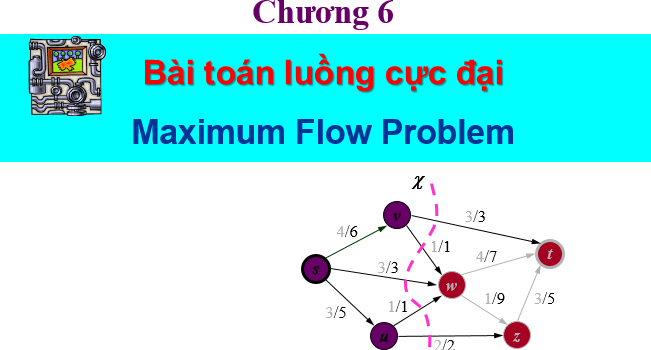 Chương 6
Bài toán luồng cực đại
Maximum Flow Problem
χ
v
3/3
4/6
1/1
4/7
t
s
3/3
w
3/5
1/1
1/9
3/5
u
2/2
z